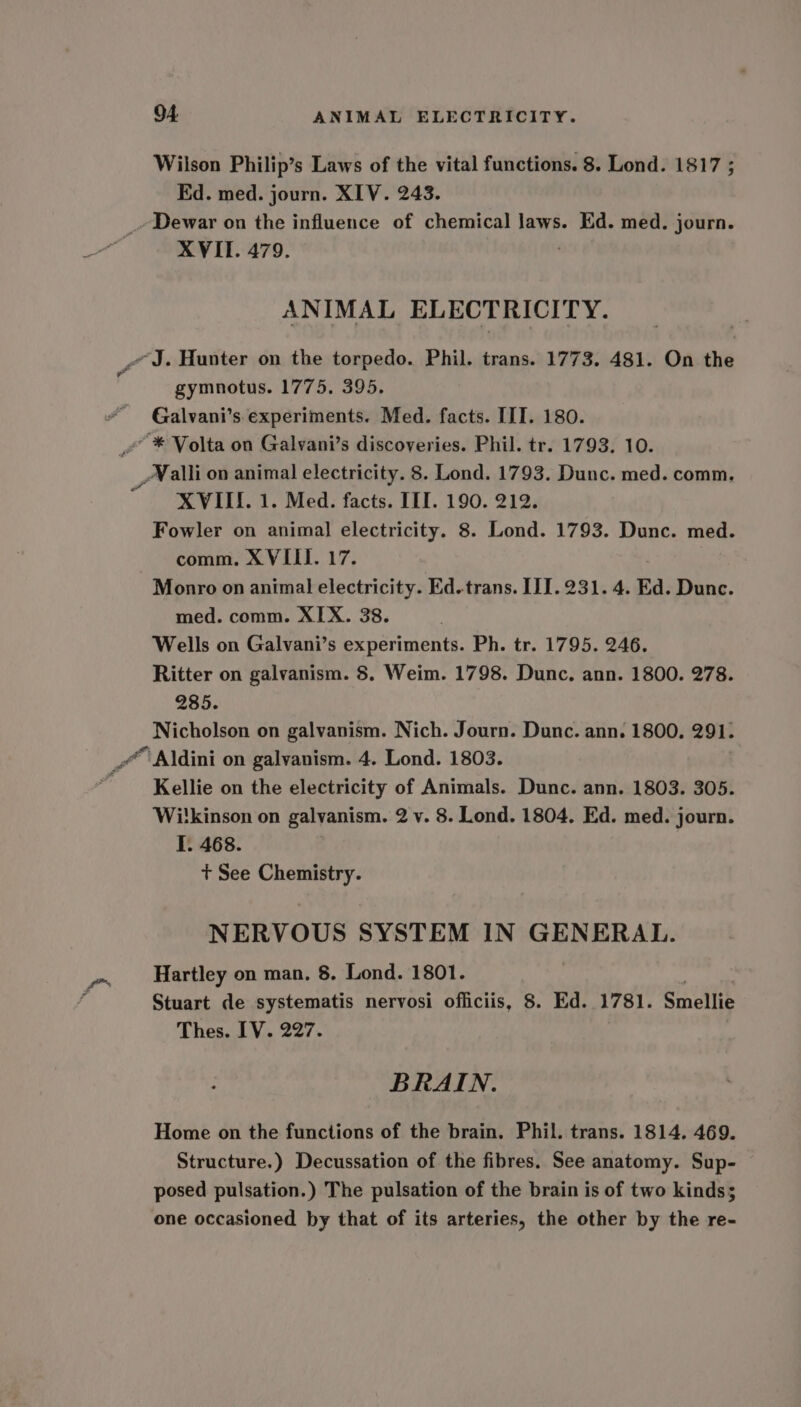 94 ANIMAL ELECTRICITY.
Wilson Philip's Laws of the vital functions. 8. Lond. 1817 ;
Ed. med. journ. XIV. 243.
Dewar on the influence of chemical laws. Ed. med. journ.
XVII. 479.
ANIMAL ELECTRICITY.
J. Hunter on the torpedo. Phil. trans. 1773. 481. On the
gymnotus. 1775. 395.
Galvani's experiments. Med. facts. III. 180.
* Volta on Galvani's discoveries. Phil. tr. 1793. 10.
Valli on animal electricity. 8. Lond. 1793. Dunc. med. comm.
XVIII. 1. Med. facts. III. 190. 212.
Fowler on animal electricity. 8. Lond. 1793. Dunc. med.
comm. XVIII. 17.
Monro on animal electricity. Ed. trans. III. 231. 4. Ed. Dunc.
med. comm. XIX. 38.
Wells on Galvani's experiments. Ph. tr. 1795. 246.
Ritter on galvanism. 8. Weim. 1798. Dunc. ann. 1800. 278.
285.
Nicholson on galvanism. Nich. Journ. Dunc. ann. 1800. 291.
Aldini on galvanism. 4. Lond. 1803.
Kellie on the electricity of Animals. Dunc. ann. 1803. 305.
Wilkinson on galvanism. 2 v. 8. Lond. 1804. Ed. med. journ.
I. 468.
† See Chemistry.
NERVOUS SYSTEM IN GENERAL.
Hartley on man. 8. Lond. 1801.
Stuart de systematis nervosi officiis, 8. Ed. 1781. Smellie
Thes. IV. 227.
BRAIN.
Home on the functions of the brain. Phil. trans. 1814. 469.
Structure.) Decussation of the fibres. See anatomy. Sup-
posed pulsation.) The pulsation of the brain is of two kinds;
one occasioned by that of its arteries, the other by the re-